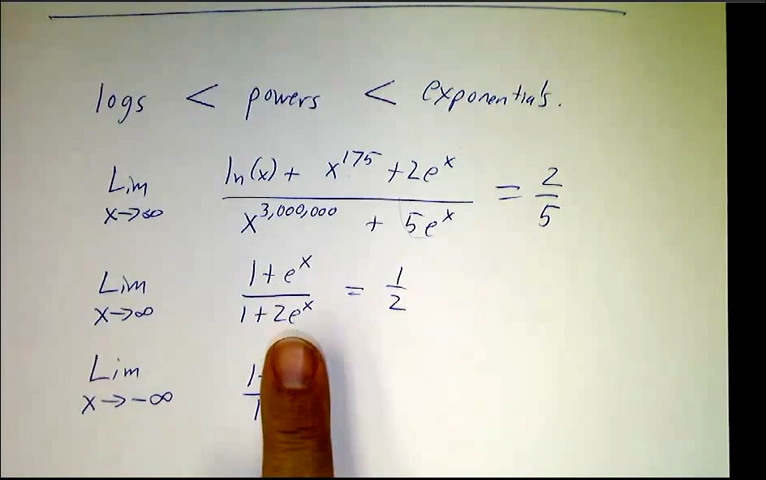 logs < powers < exponentials.
Lim x→∞ (ln(x) + x^175 + 2e^x) / (x^3,000,000 + 5e^x) = 2/5
Lim x→∞ (1 + e^x) / (1 + 2e^x) = 1/2
Lim x→-∞